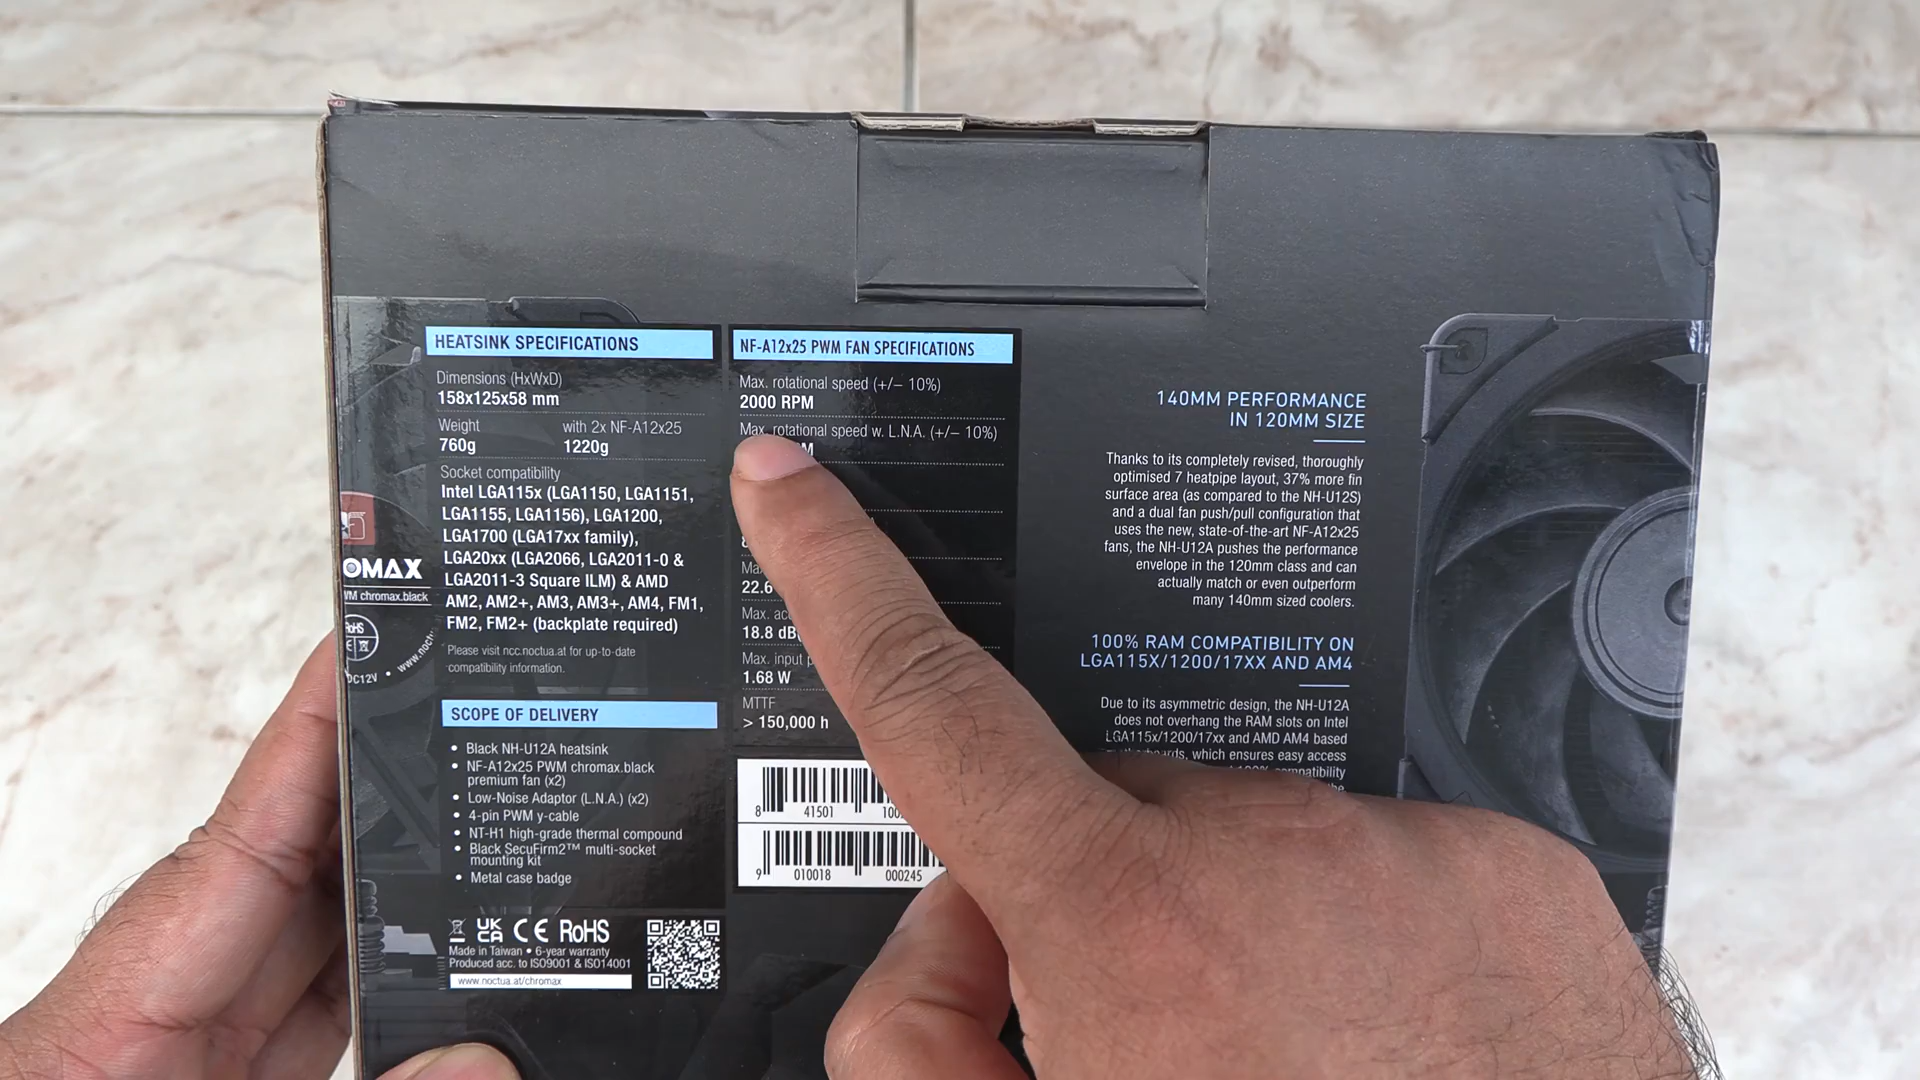 HEATSINK SPECIFICATIONS
Dimensions (HxWxD)
158x125x58 mm
Weight with 2x NF-A12x25
760g 1220g
Socket compatibility
Intel LGA115x (LGA1150, LGA1151,
LGA1155, LGA1156), LGA1200,
LGA1700 (LGA17xx family),
LGA20xx (LGA2066, LGA2011-0 &
LGA2011-3 Square ILM) & AMD
AM2, AM2+, AM3, AM3+, AM4, FM1,
FM2, FM2+ (backplate required)
Please visit ncc.noctua.at for up-to-date
compatibility information.
SCOPE OF DELIVERY
• Black NH-U12A heatsink
• NF-A12x25 PWM chromax.black
premium fan (x2)
• Low-Noise Adaptor (L.N.A.) (x2)
• 4-pin PWM y-cable
• NT-H1 high-grade thermal compound
• Black SecuFirm2™ multi-socket
mounting kit
• Metal case badge
UK
CA CE RoHS
Made in Taiwan • 6-year warranty
Produced acc. to ISO9001 & ISO14001
www.noctua.at/chromax
NF-A12x25 PWM FAN SPECIFICATIONS
Max. rotational speed (+/– 10%)
2000 RPM
Max. rotational speed w. L.N.A. (+/– 10%)
22.6
Max.
18.8
Max. input
1.68 W
MTTF
> 150,000 h
8 41501
9 010018 000245
140MM PERFORMANCE
IN 120MM SIZE
Thanks to its completely revised, thoroughly
optimised 7 heatpipe layout, 37% more fin
surface area (as compared to the NH-U12S)
and a dual fan push/pull configuration that
uses the new, state-of-the-art NF-A12x25
fans, the NH-U12A pushes the performance
envelope in the 120mm class and can
actually match or even outperform
many 140mm sized coolers.
100% RAM COMPATIBILITY ON
LGA115X/1200/17XX AND AM4
Due to its asymmetric design, the NH-U12A
does not overhang the RAM slots on Intel
LGA115x/1200/17xx and AMD AM4 based
which ensures easy access
OMAX
chromax.black
RoHS
DC12V • www.noct